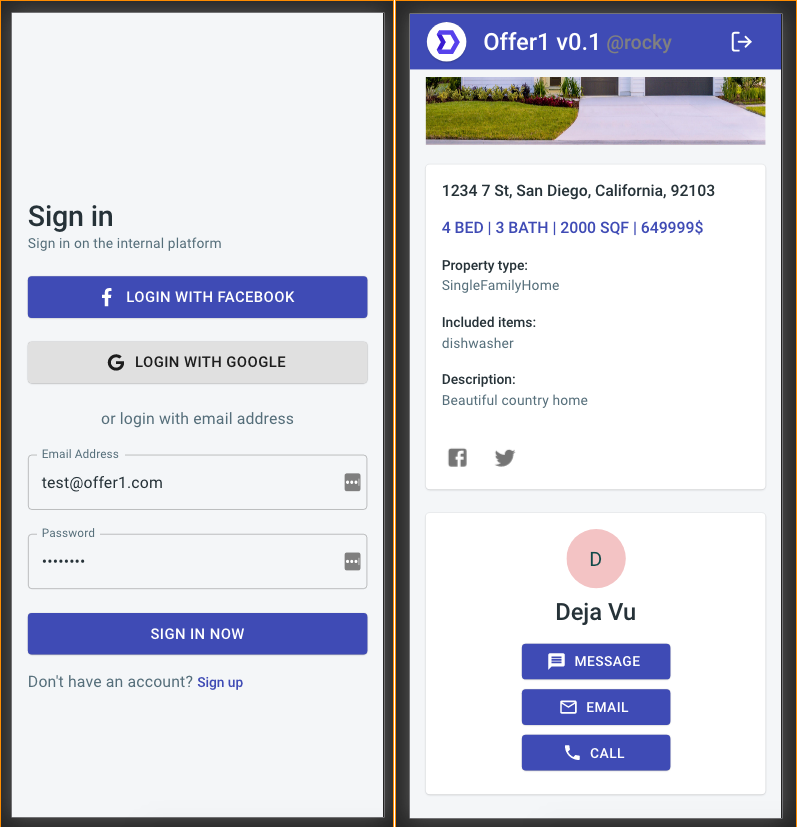 Sign in
Sign in on the internal platform
LOGIN WITH FACEBOOK
LOGIN WITH GOOGLE
or login with email address
Email Address
test@offer1.com
Password
••••••••
SIGN IN NOW
Don't have an account? Sign up
Offer1 v0.1 @rocky
1234 7 St, San Diego, California, 92103
4 BED | 3 BATH | 2000 SQF | 649999$
Property type:
SingleFamilyHome
Included items:
dishwasher
Description:
Beautiful country home
D
Deja Vu
MESSAGE
EMAIL
CALL